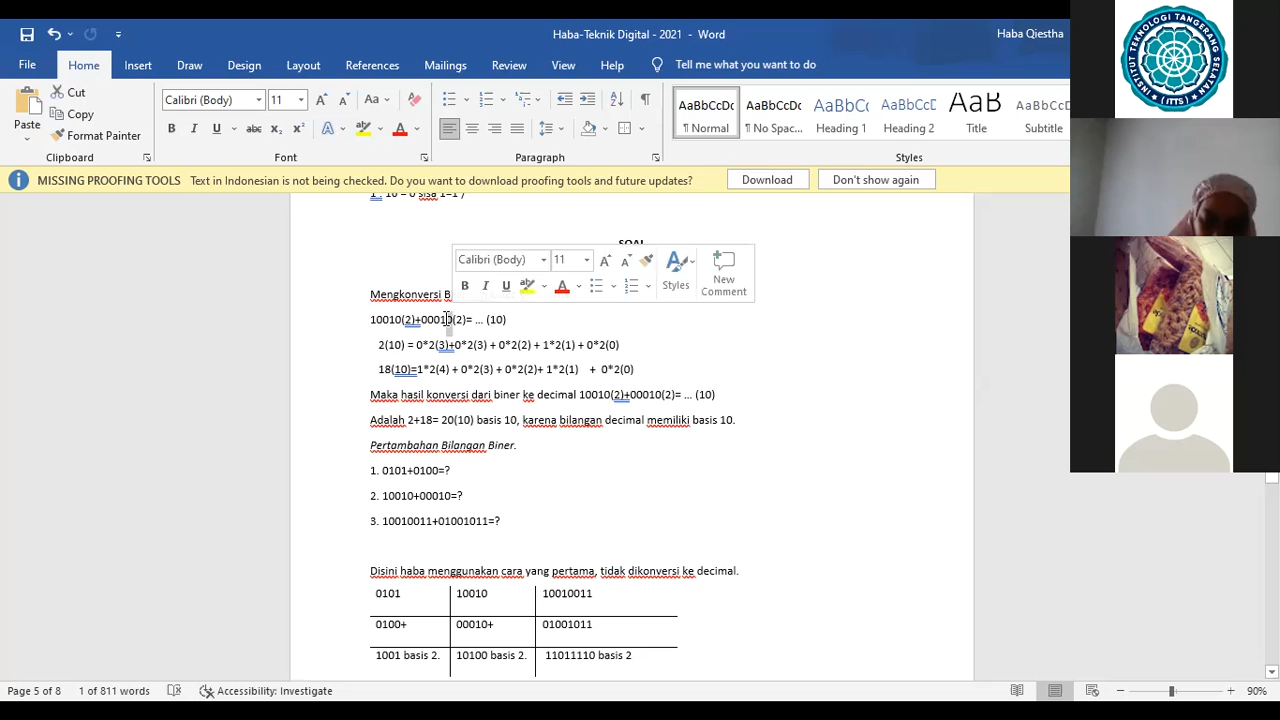 Haba-Teknik Digital - 2021 - Word
Haba Qiestha
File Home Insert Draw Design Layout References Mailings Review View Help Tell me what you want to do
Paste
Cut
Copy
Format Painter
Calibri (Body) 11
AaBbCcDc AaBbCcDc AaBbCcD AaBbCcD AaB AaBbCcD
¶ Normal ¶ No Spac... Heading 1 Heading 2 Title Subtitle
Clipboard Font Paragraph Styles
MISSING PROOFING TOOLS Text in Indonesian is not being checked. Do you want to download proofing tools and future updates? Download Don't show again
INSTITUT TEKNOLOGI TANGERANG SELATAN
(ITTS)
SOAL
Calibri (Body) 11
Styles
New Comment
Mengkonversi B
10010(2)+00010(2)= ... (10)
2(10) = 0*2(3)+0*2(3) + 0*2(2) + 1*2(1) + 0*2(0)
18(10)=1*2(4) + 0*2(3) + 0*2(2)+ 1*2(1) + 0*2(0)
Maka hasil konversi dari biner ke decimal 10010(2)+00010(2)= ... (10)
Adalah 2+18= 20(10) basis 10, karena bilangan decimal memiliki basis 10.
Pertambahan Bilangan Biner.
1. 0101+0100=?
2. 10010+00010=?
3. 10010011+01001011=?
Disini haba menggunakan cara yang pertama, tidak dikonversi ke decimal.
0101 10010 10010011
0100+ 00010+ 01001011
1001 basis 2. 10100 basis 2. 11011110 basis 2
Page 5 of 8 1 of 811 words Accessibility: Investigate 90%